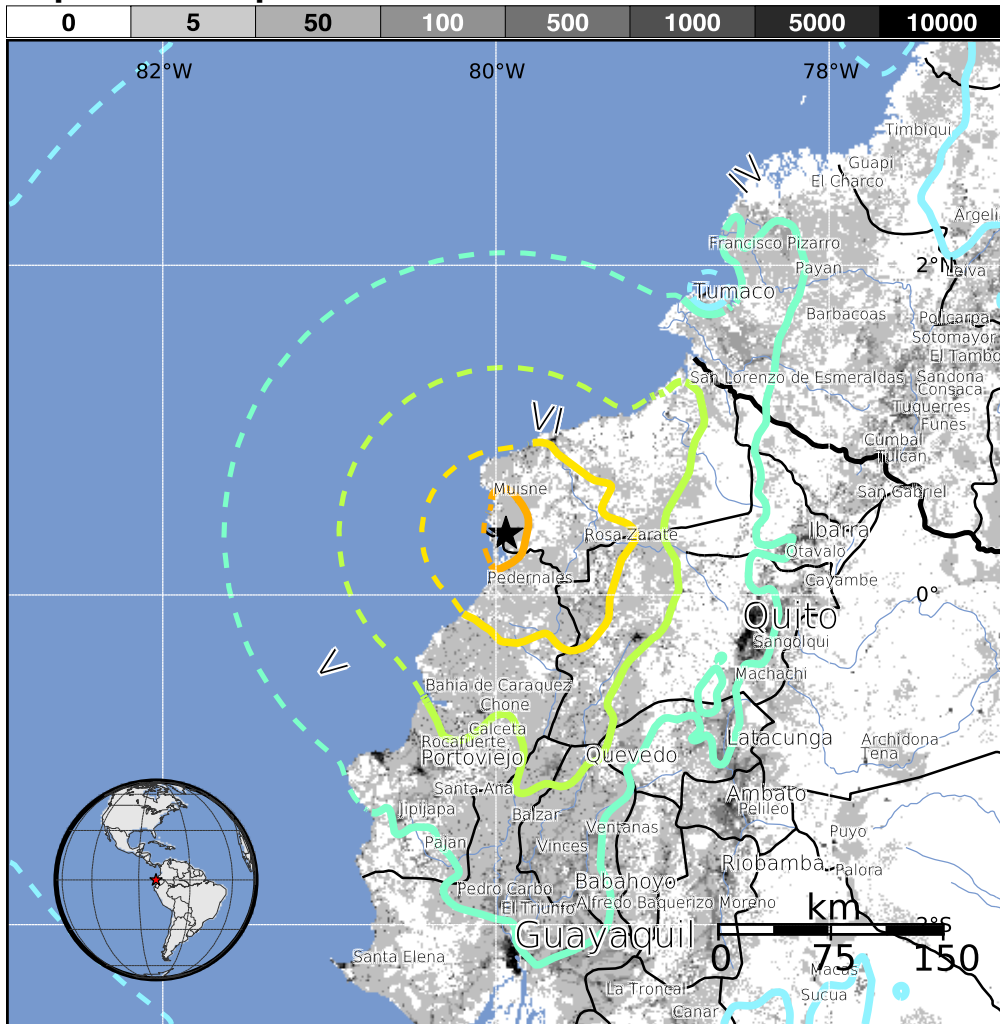 0 5 50 100 500 1000 5000 10000
82°W 80°W 78°W
Timbiqui
IV
Guapi
El Charco
Argeli
Francisco Pizarro
2°N
Payan
Leiva
Tumaco
Barbacoas
Policarpa
Sotomayor
El Tambo
San Lorenzo de Esmeraldas
Sandona
Consaca
Tuquerres
VI
Funes
Cumbal
Tulcan
Muisne
San Gabriel
Rosa Zarate
Ibarra
Otavalo
Pedernales
Cayambe
0°
Quito
Sangolqui
V
Machachi
Bahia de Caraquez
Chone
Calceta
Rocafuerte
Latacunga
Archidona
Portoviejo
Quevedo
Tena
Santa Ana
Ambato
Jipijapa
Balzar
Pelileo
Ventanas
Puyo
Pajan
Vinces
Riobamba
Palora
Babahoyo
Pedro Carbo
El Triunfo
Alfredo Baquerizo Moreno
km
2°S
Guayaquil
Santa Elena
0 75 150
Macas
La Troncal
Sucua
Canar